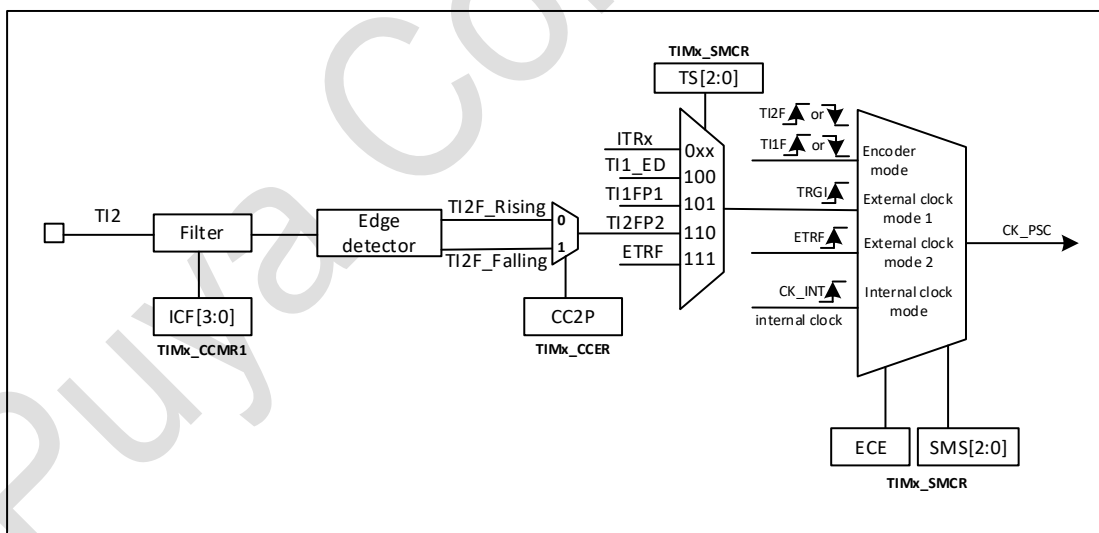 TIMx_SMCR
TS[2:0]
TI2F or
TI1F or
ITRx
0xx
Encoder
mode
TI1_ED
100
TRGI
TI1FP1
101
External clock
mode 1
TI2
Filter
Edge
detector
TI2F_Rising
0
TI2FP2
110
ETRF
External clock
mode 2
CK_PSC
TI2F_Falling
1
ETRF
111
CK_INT
Internal clock
mode
internal clock
ICF[3:0]
TIMx_CCMR1
CC2P
TIMx_CCER
ECE
SMS[2:0]
TIMx_SMCR
Puya Co